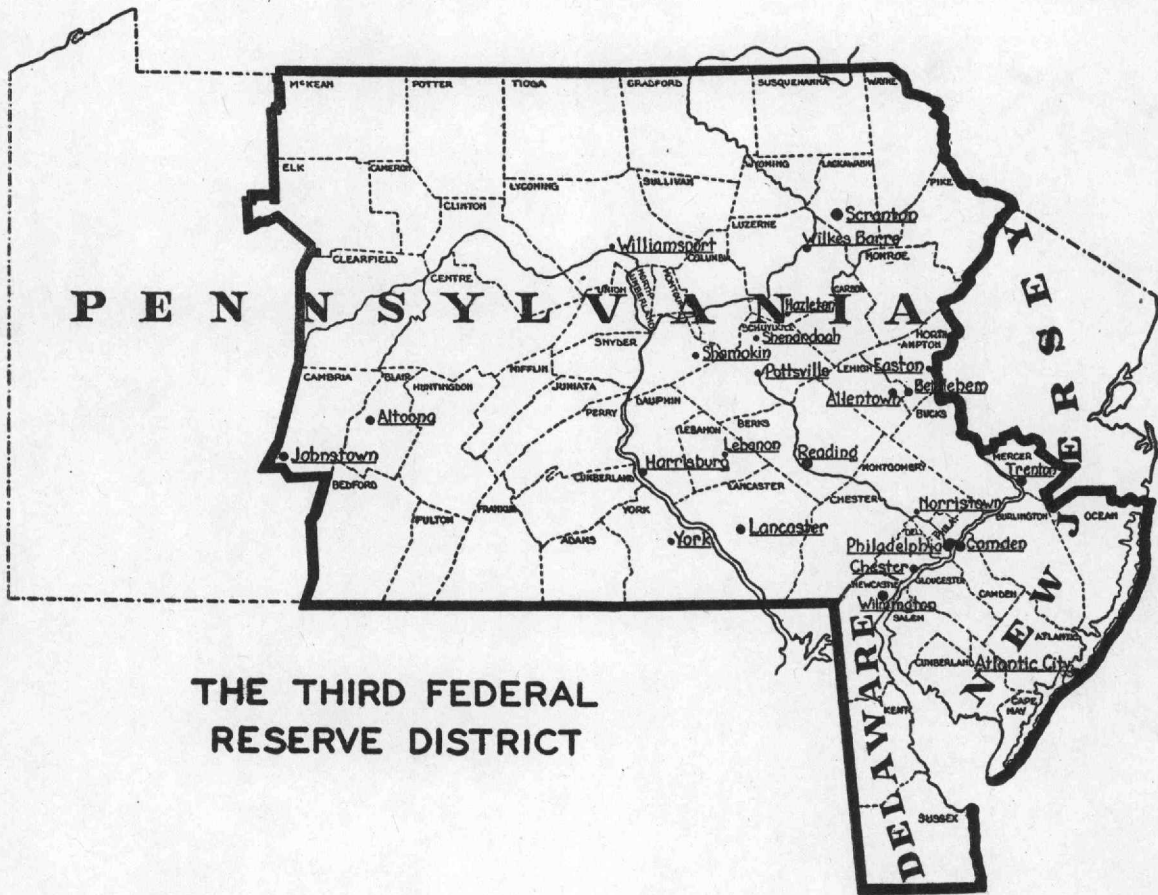 McKEAN
POTTER
TIOGA
BRADFORD
SUSQUEHANNA
WAYNE
ELK
CAMERON
LYCOMING
SULLIVAN
WYOMING
LACKAWANNA
PIKE
CLINTON
Scranton
LUZERNE
Williamsport
Wilkes Barre
COLUMBIA
MONROE
CLEARFIELD
CENTRE
CARBON
UNION
NORTHUMBERLAND
MONTOUR
PENNSYLVANIA
Hazleton
SCHUYLKILL
Shenandoah
NORTHAMPTON
SNYDER
Shamokin
MIFFLIN
LEHIGH
Easton
CAMBRIA
BLAIR
HUNTINGDON
JUNIATA
Pottsville
Allentown
Bethlehem
PERRY
DAUPHIN
BUCKS
BERKS
Altoona
LEBANON
Lebanon
Johnstown
Reading
MERCER
Trenton
Harrisburg
MONTGOMERY
BEDFORD
CUMBERLAND
LANCASTER
CHESTER
FULTON
FRANKLIN
YORK
Norristown
BURLINGTON
OCEAN
ADAMS
York
Lancaster
DEL.
PHILA.
Philadelphia
Camden
Chester
NEWCASTLE
GLOUCESTER
CAMDEN
Wilmington
SALEM
ATLANTIC
CUMBERLAND
Atlantic City
CAPE
MAY
KENT
SUSSEX
NEW JERSEY
DELAWARE
THE THIRD FEDERAL
RESERVE DISTRICT